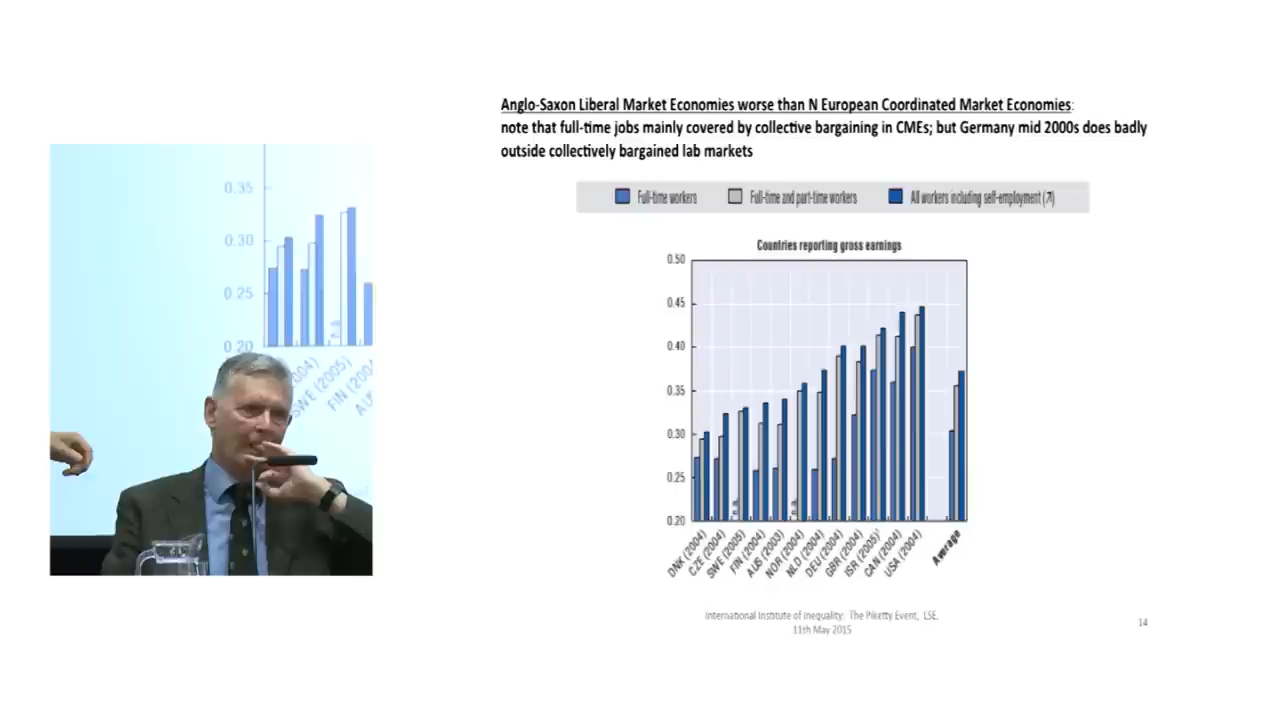 Anglo-Saxon Liberal Market Economies worse than N European Coordinated Market Economies:
note that full-time jobs mainly covered by collective bargaining in CMEs; but Germany mid 2000s does badly
outside collectively bargained lab markets
Full-time workers
Full-time and part-time workers
All workers including self-employment (↗)
Countries reporting gross earnings
0.50
0.45
0.40
0.35
0.30
0.25
0.20
n.a.
n.a.
DNK (2004)
CZE (2004)
SWE (2005)
FIN (2004)
AUS (2003)
NOR (2004)
NLD (2004)
DEU (2004)
GBR (2004)
ISR (2005)¹
CAN (2004)
USA (2004)
Average
International Institute of Inequality: The Piketty Event, LSE,
11th May 2015
14
0.35
0.30
0.25
0.20
2004)
SWE (2005)
FIN (200
AU